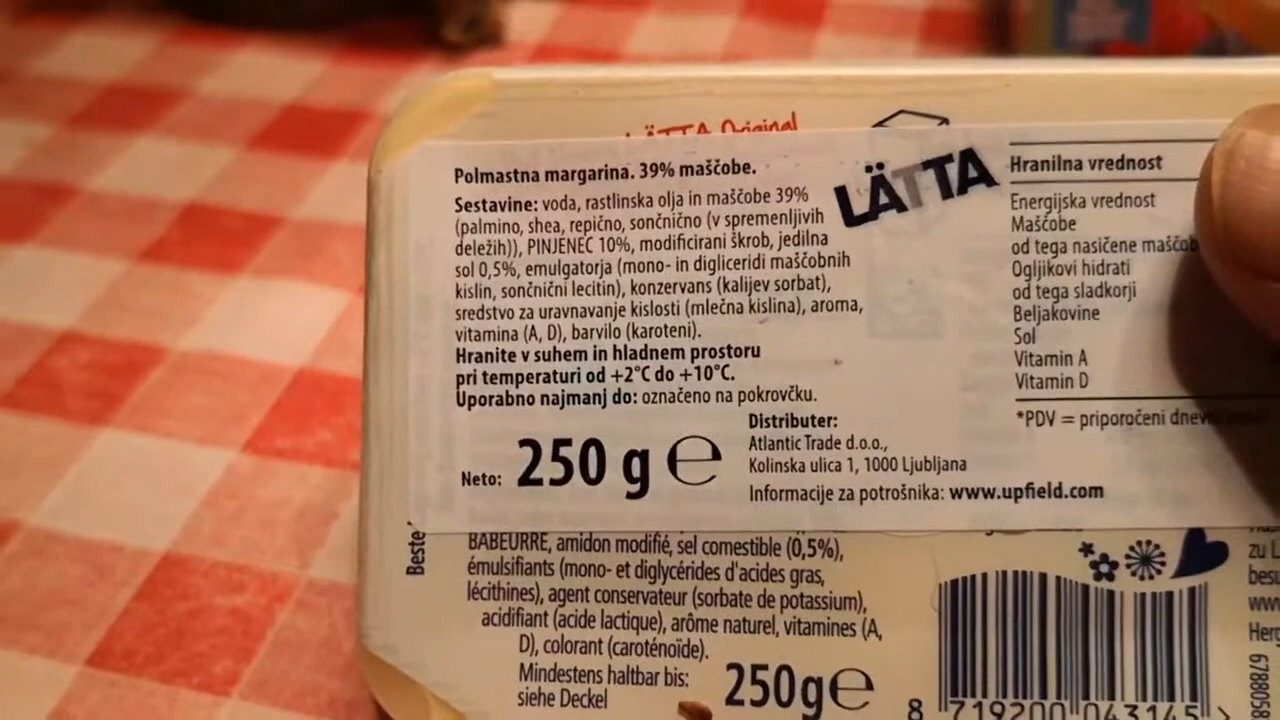 LÄTTA Original
Polmastna margarina. 39% maščobe.
Sestavine: voda, rastlinska olja in maščobe 39%
(palmino, shea, repično, sončnično (v spremenljivih
deležih)), PINJENEC 10%, modificirani škrob, jedilna
sol 0,5%, emulgatorja (mono- in digliceridi maščobnih
kislin, sončnični lecitin), konzervans (kalijev sorbat),
sredstvo za uravnavanje kislosti (mlečna kislina), aroma,
vitamina (A, D), barvilo (karoteni).
Hranite v suhem in hladnem prostoru
pri temperaturi od +2°C do +10°C.
Uporabno najmanj do: označeno na pokrovčku.
Neto: 250 g e
Distributer:
Atlantic Trade d.o.o.,
Kolinska ulica 1, 1000 Ljubljana
Informacije za potrošnika: www.upfield.com
LÄTTA
Hranilna vrednost
Energijska vrednost
Maščobe
od tega nasičene maščob
Ogljikovi hidrati
od tega sladkorji
Beljakovine
Sol
Vitamin A
Vitamin D
*PDV = priporočeni dnev
Beste
BABEURRE, amidon modifié, sel comestible (0,5%),
émulsifiants (mono- et diglycérides d'acides gras,
lécithines), agent conservateur (sorbate de potassium),
acidifiant (acide lactique), arôme naturel, vitamines (A,
D), colorant (caroténoïde).
Mindestens haltbar bis:
siehe Deckel
250g e
8 719200 043145 >
zu L
best
www
Herg
6788058